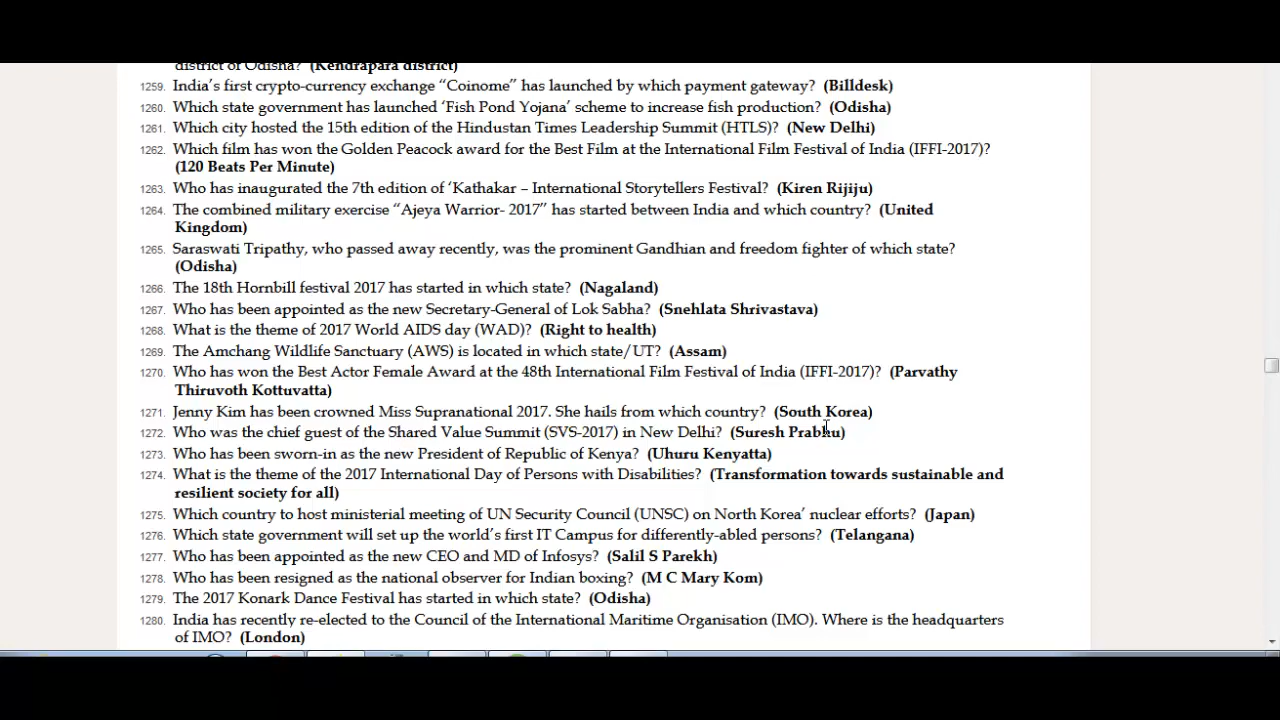 district of Odisha? (Kendrapara district)
1259. India's first crypto-currency exchange “Coinome” has launched by which payment gateway? (Billdesk)
1260. Which state government has launched ‘Fish Pond Yojana’ scheme to increase fish production? (Odisha)
1261. Which city hosted the 15th edition of the Hindustan Times Leadership Summit (HTLS)? (New Delhi)
1262. Which film has won the Golden Peacock award for the Best Film at the International Film Festival of India (IFFI-2017)?
(120 Beats Per Minute)
1263. Who has inaugurated the 7th edition of ‘Kathakar – International Storytellers Festival? (Kiren Rijiju)
1264. The combined military exercise “Ajeya Warrior- 2017” has started between India and which country? (United
Kingdom)
1265. Saraswati Tripathy, who passed away recently, was the prominent Gandhian and freedom fighter of which state?
(Odisha)
1266. The 18th Hornbill festival 2017 has started in which state? (Nagaland)
1267. Who has been appointed as the new Secretary-General of Lok Sabha? (Snehlata Shrivastava)
1268. What is the theme of 2017 World AIDS day (WAD)? (Right to health)
1269. The Amchang Wildlife Sanctuary (AWS) is located in which state/UT? (Assam)
1270. Who has won the Best Actor Female Award at the 48th International Film Festival of India (IFFI-2017)? (Parvathy
Thiruvoth Kottuvatta)
1271. Jenny Kim has been crowned Miss Supranational 2017. She hails from which country? (South Korea)
1272. Who was the chief guest of the Shared Value Summit (SVS-2017) in New Delhi? (Suresh Prabhu)
1273. Who has been sworn-in as the new President of Republic of Kenya? (Uhuru Kenyatta)
1274. What is the theme of the 2017 International Day of Persons with Disabilities? (Transformation towards sustainable and
resilient society for all)
1275. Which country to host ministerial meeting of UN Security Council (UNSC) on North Korea’ nuclear efforts? (Japan)
1276. Which state government will set up the world's first IT Campus for differently-abled persons? (Telangana)
1277. Who has been appointed as the new CEO and MD of Infosys? (Salil S Parekh)
1278. Who has been resigned as the national observer for Indian boxing? (M C Mary Kom)
1279. The 2017 Konark Dance Festival has started in which state? (Odisha)
1280. India has recently re-elected to the Council of the International Maritime Organisation (IMO). Where is the headquarters
of IMO? (London)